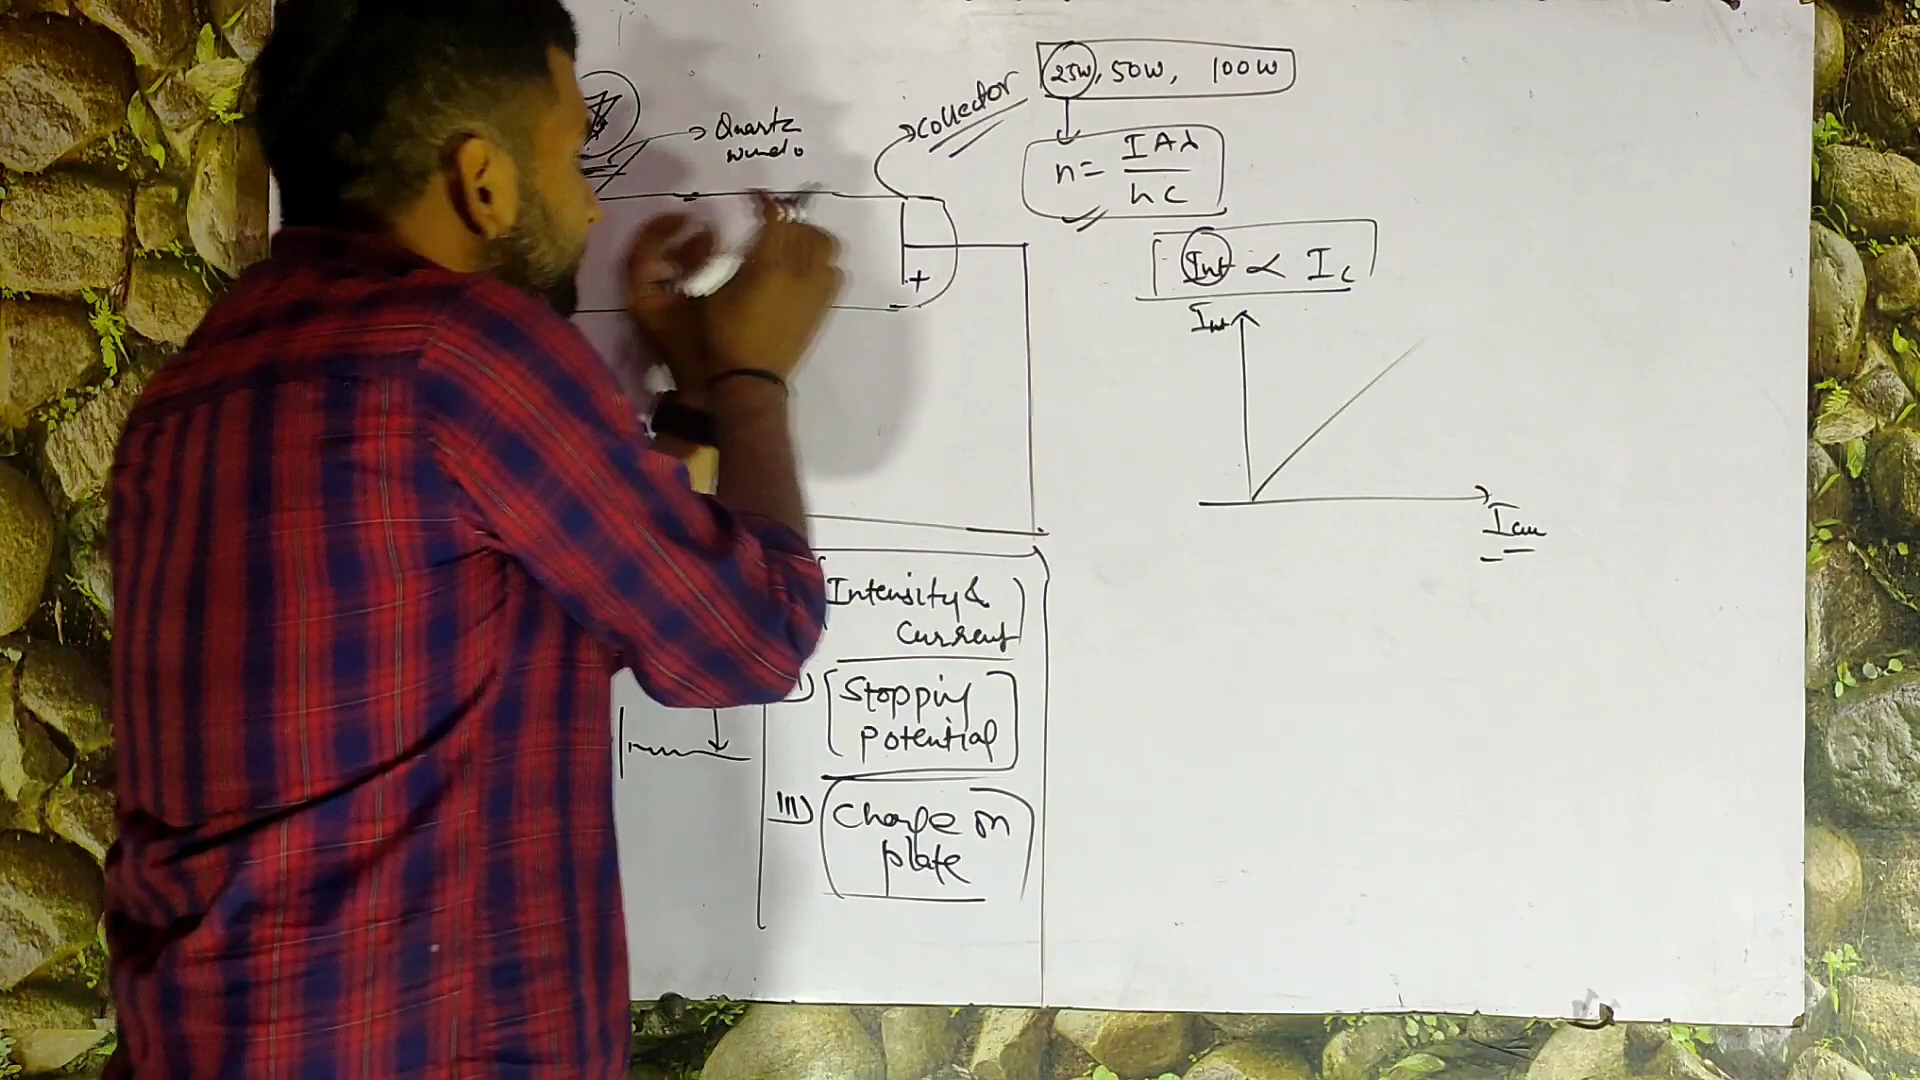 Quartz
collector
25W, 50W, 100W
n = IAλ / hc
Int ∝ Ic
Int
+
Icu
Intensity &
Current
Stopping
potential
III) Charge on
plate